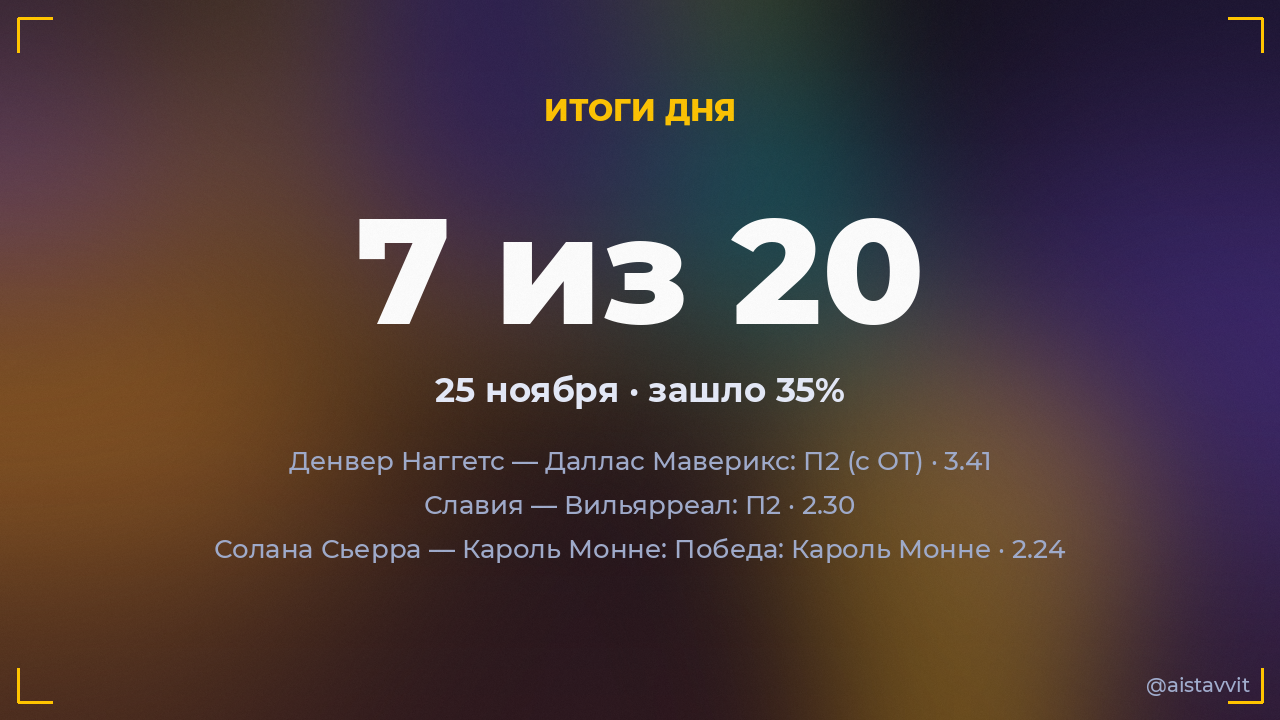 ИТОГИ ДНЯ
7 из 20
25 ноября · зашло 35%
Денвер Наггетс — Даллас Маверикс: П2 (с ОТ) · 3.41
Славия — Вильярреал: П2 · 2.30
Солана Сьерра — Кароль Монне: Победа: Кароль Монне · 2.24
@aistavvit